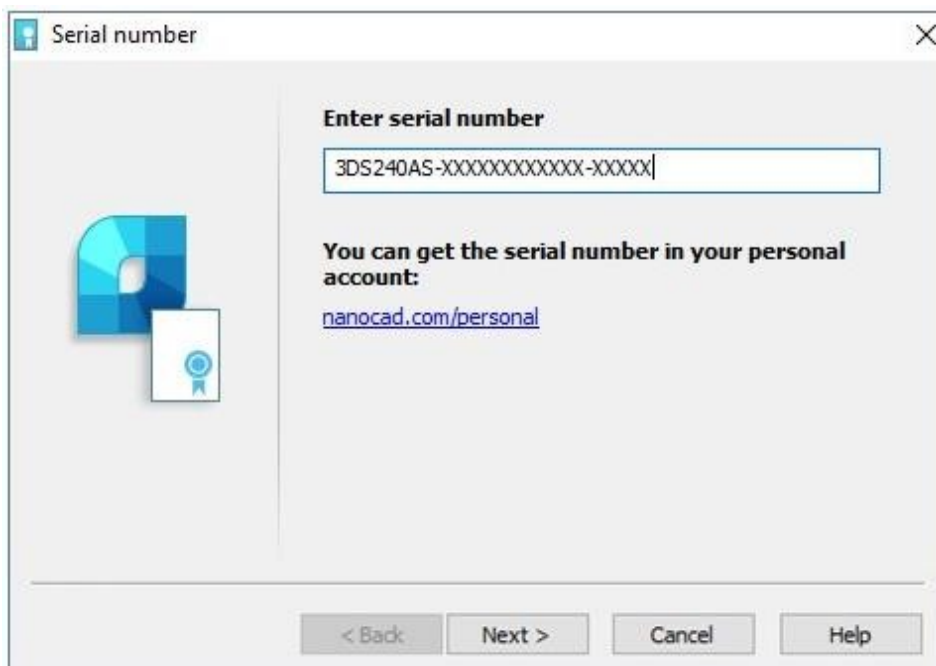 Serial number
Enter serial number
3DS240AS-XXXXXXXXXXXX-XXXXX
You can get the serial number in your personal
account:
nanocad.com/personal
< Back Next > Cancel Help